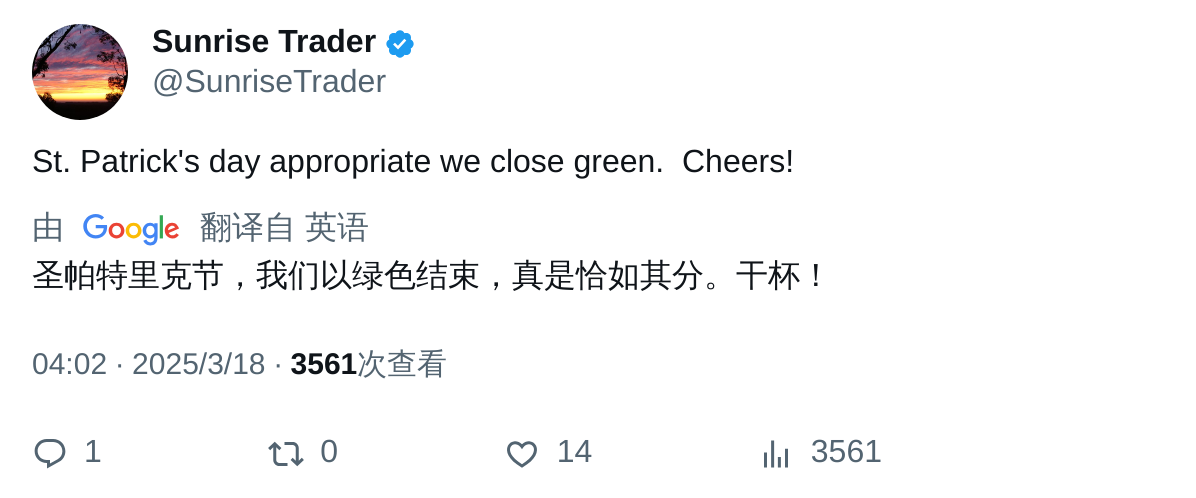 Sunrise Trader
@SunriseTrader
St. Patrick's day appropriate we close green.  Cheers!
由 Google 翻译自 英语
圣帕特里克节，我们以绿色结束，真是恰如其分。干杯！
04:02 · 2025/3/18 · 3561次查看
1 0 14 3561